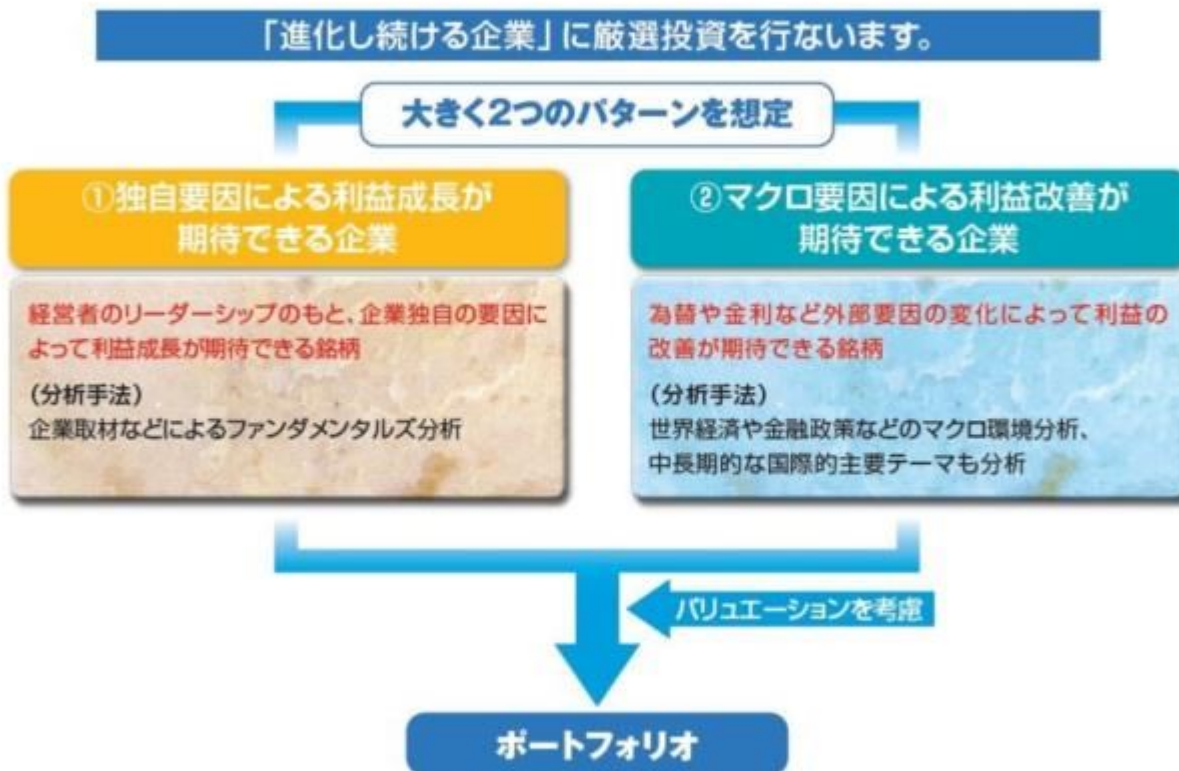 「進化し続ける企業」に厳選投資を行ないます。
大きく2つのパターンを想定
①独自要因による利益成長が
期待できる企業
経営者のリーダーシップのもと、企業独自の要因に
よって利益成長が期待できる銘柄
(分析手法)
企業取材などによるファンダメンタルズ分析
②マクロ要因による利益改善が
期待できる企業
為替や金利など外部要因の変化によって利益の
改善が期待できる銘柄
(分析手法)
世界経済や金融政策などのマクロ環境分析、
中長期的な国際的主要テーマも分析
バリュエーションを考慮
ポートフォリオ